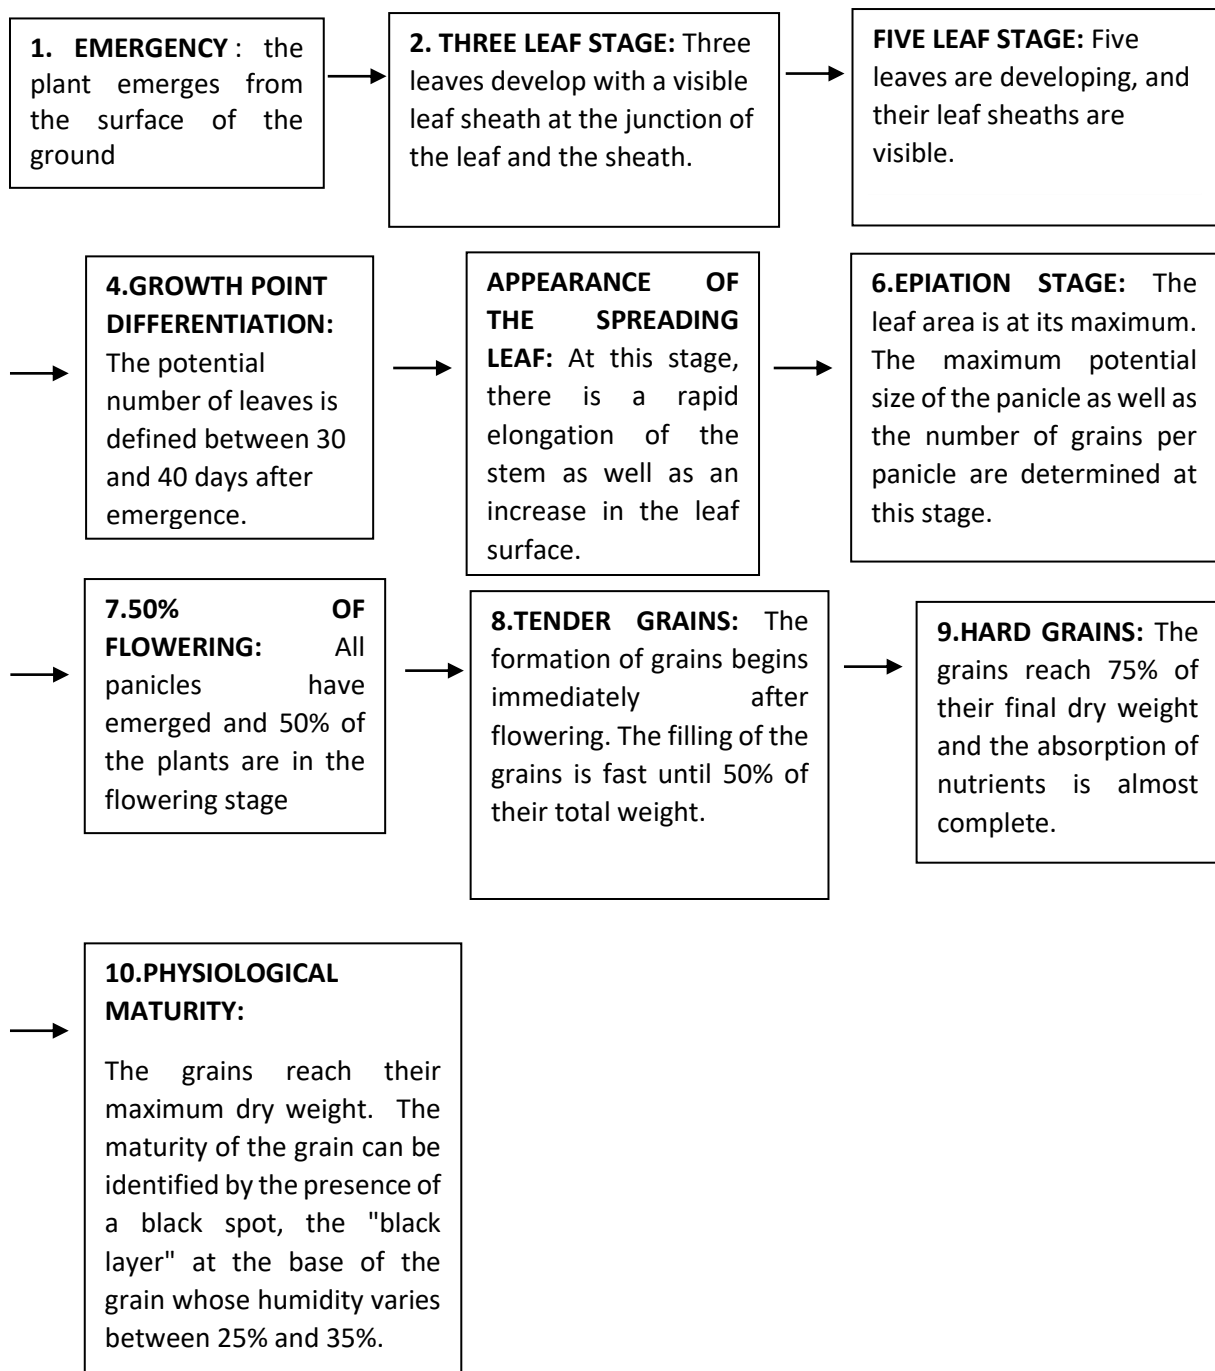 1. EMERGENCY : the
plant emerges from
the surface of the
ground
2. THREE LEAF STAGE: Three
leaves develop with a visible
leaf sheath at the junction of
the leaf and the sheath.
FIVE LEAF STAGE: Five
leaves are developing, and
their leaf sheaths are
visible.
4.GROWTH POINT
DIFFERENTIATION:
The potential
number of leaves is
defined between 30
and 40 days after
emergence.
APPEARANCE OF
THE SPREADING
LEAF: At this stage,
there is a rapid
elongation of the
stem as well as an
increase in the leaf
surface.
6.EPIATION STAGE: The
leaf area is at its maximum.
The maximum potential
size of the panicle as well as
the number of grains per
panicle are determined at
this stage.
7.50% OF
FLOWERING: All
panicles have
emerged and 50% of
the plants are in the
flowering stage
8.TENDER GRAINS: The
formation of grains begins
immediately after
flowering. The filling of the
grains is fast until 50% of
their total weight.
9.HARD GRAINS: The
grains reach 75% of
their final dry weight
and the absorption of
nutrients is almost
complete.
10.PHYSIOLOGICAL
MATURITY:
The grains reach their
maximum dry weight. The
maturity of the grain can be
identified by the presence of
a black spot, the "black
layer" at the base of the
grain whose humidity varies
between 25% and 35%.